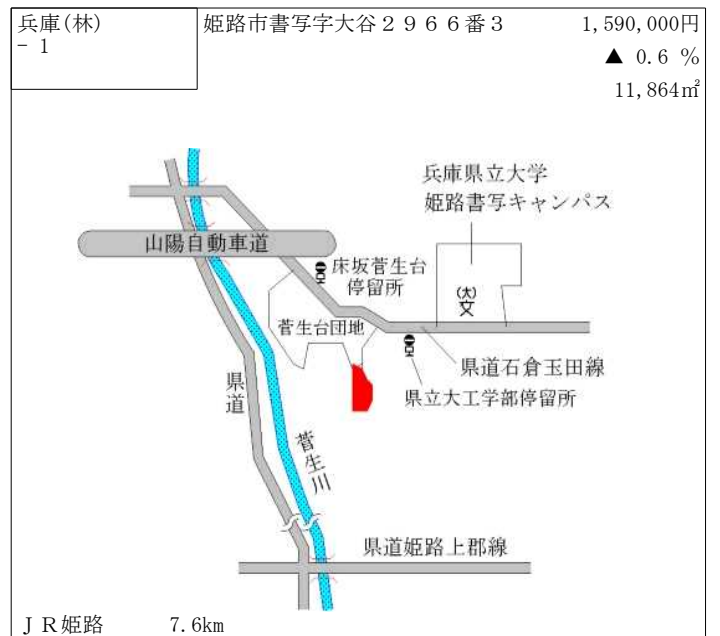 兵庫(林)
－１
姫路市書写字大谷２９６６番３
1,590,000円
▲ 0.6 %
11,864㎡
兵庫県立大学
姫路書写キャンパス
山陽自動車道
床坂菅生台
停留所
(大)
文
菅生台団地
県道石倉玉田線
県立大工学部停留所
県道
菅生川
県道姫路上郡線
ＪＲ姫路 7.6km